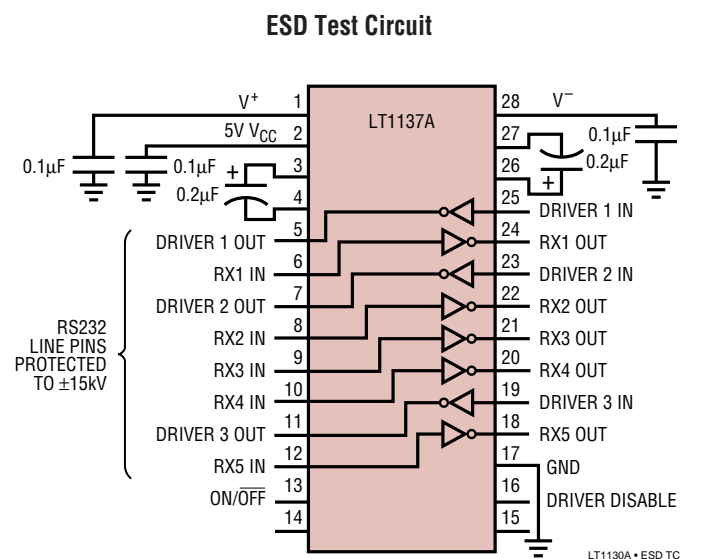 ESD Test Circuit
LT1137A
V+ 1
5V VCC 2
3
4
5
DRIVER 1 OUT
6
RX1 IN
7
DRIVER 2 OUT
8
RX2 IN
9
RX3 IN
10
RX4 IN
11
DRIVER 3 OUT
12
RX5 IN
13
ON/OFF
14
0.1µF
0.1µF
+
0.2µF
RS232
LINE PINS
PROTECTED
TO ±15kV
28 V−
27
0.1µF
0.2µF
26
+
25
DRIVER 1 IN
24
RX1 OUT
23
DRIVER 2 IN
22
RX2 OUT
21
RX3 OUT
20
RX4 OUT
19
DRIVER 3 IN
18
RX5 OUT
17
GND
16
DRIVER DISABLE
15
LT1130A • ESD TC